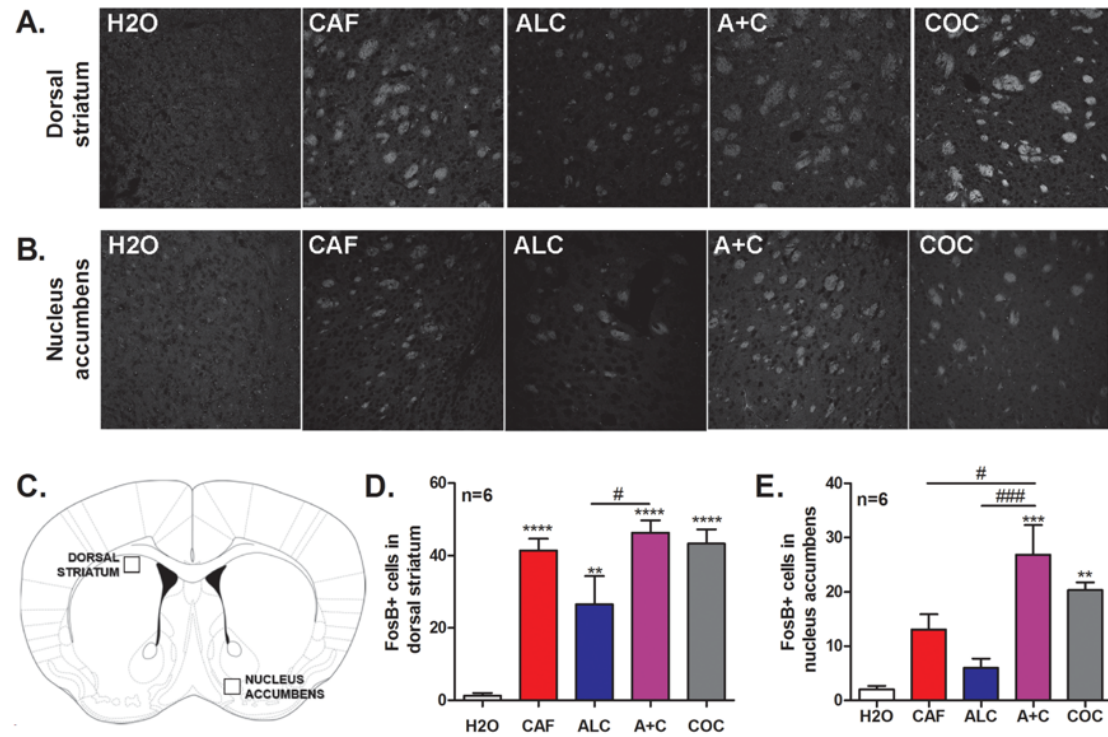 A.
Dorsal
striatum
H2O
CAF
ALC
A+C
COC
B.
Nucleus
accumbens
H2O
CAF
ALC
A+C
COC
C.
DORSAL
STRIATUM
NUCLEUS
ACCUMBENS
D.
n=6
FosB+ cells in
dorsal striatum
60
40
20
0
#
****
**
****
****
H2O
CAF
ALC
A+C
COC
E.
n=6
FosB+ cells in
nucleus accumbens
40
30
20
10
0
#
###
***
**
H2O
CAF
ALC
A+C
COC